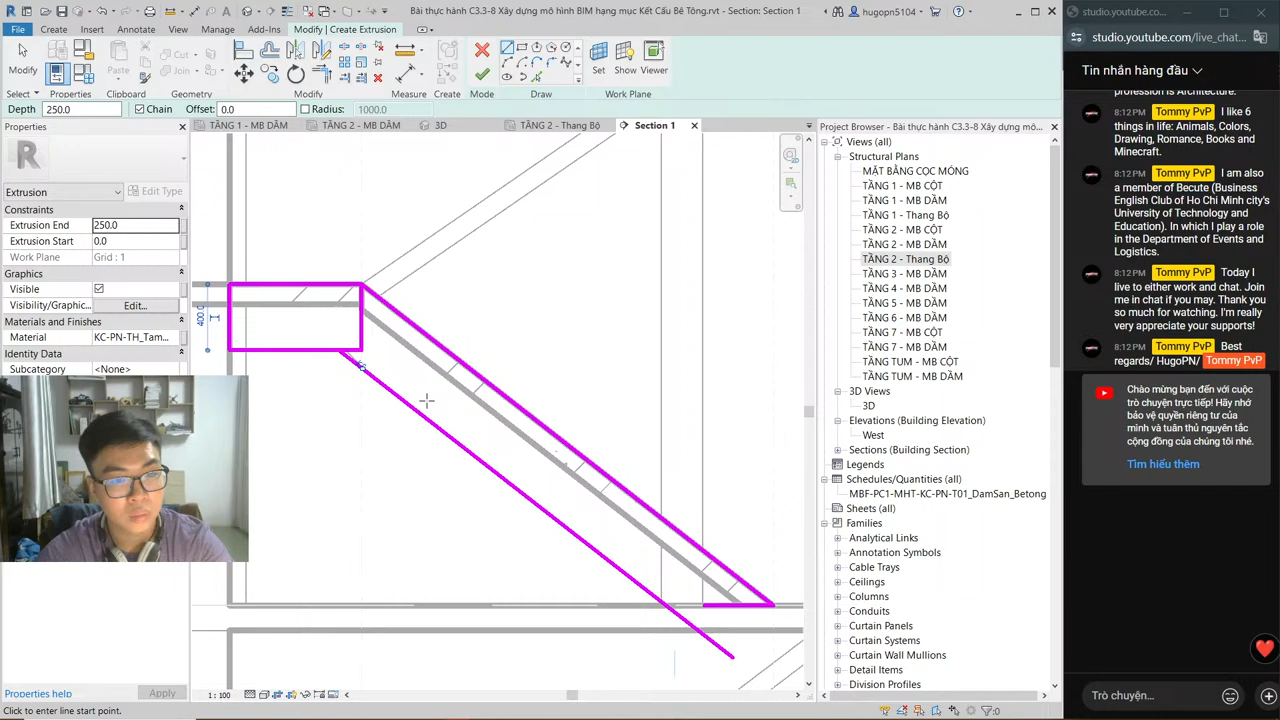 Bài thực hành C3.3-8 Xây dựng mô hình BIM hạng mục Kết Cấu Bê Tông.rvt - Section: Section 1
hugopn5104
File
Create
Insert
Annotate
View
Manage
Add-Ins
Modify | Create Extrusion
Modify
Paste
Cut
Join
Set
Show
Viewer
Select
Properties
Clipboard
Geometry
Modify
Measure
Create
Mode
Draw
Work Plane
Depth
250.0
Chain
Offset:
0.0
Radius:
1000.0
Properties
TẦNG 1 - MB DẦM
TẦNG 2 - MB DẦM
3D
TẦNG 2 - Thang Bộ
Section 1
Extrusion
Edit Type
Constraints
Extrusion End
250.0
Extrusion Start
0.0
Work Plane
Grid : 1
Graphics
Visible
Visibility/Graphic...
Edit...
Materials and Finishes
Material
KC-PN-TH_Tam...
Identity Data
Subcategory
<None>
Properties help
Apply
400.0
1 : 100
Click to enter line start point.
:0
Project Browser - Bài thực hành C3.3-8 Xây dựng mô...
Views (all)
Structural Plans
MẶT BẰNG CỌC MÓNG
TẦNG 1 - MB CỘT
TẦNG 1 - MB DẦM
TẦNG 1 - Thang Bộ
TẦNG 2 - MB CỘT
TẦNG 2 - MB DẦM
TẦNG 2 - Thang Bộ
TẦNG 3 - MB DẦM
TẦNG 4 - MB DẦM
TẦNG 5 - MB DẦM
TẦNG 6 - MB DẦM
TẦNG 7 - MB CỘT
TẦNG 7 - MB DẦM
TẦNG TUM - MB CỘT
TẦNG TUM - MB DẦM
3D Views
3D
Elevations (Building Elevation)
West
Sections (Building Section)
Legends
Schedules/Quantities (all)
MBF-PC1-MHT-KC-PN-T01_DamSan_Betong
Sheets (all)
Families
Analytical Links
Annotation Symbols
Cable Trays
Ceilings
Columns
Conduits
Curtain Panels
Curtain Systems
Curtain Wall Mullions
Detail Items
Division Profiles
studio.youtube.co...
studio.youtube.com/live_chat...
Tin nhắn hàng đầu
profession is Architecture.
8:12 PM Tommy PvP I like 6
things in life: Animals, Colors,
Drawing, Romance, Books and
Minecraft.
8:12 PM Tommy PvP I am also
a member of Becute (Business
English Club of Ho Chi Minh city's
University of Technology and
Education). In which I play a role
in the Department of Events and
Logistics.
8:12 PM Tommy PvP Today I
live to either work and chat. Join
me in chat if you may. Thank you
so much for watching. I'm really
very appreciate your supports!
8:12 PM Tommy PvP Best
regards/ HugoPN/ Tommy PvP
Chào mừng bạn đến với cuộc
trò chuyện trực tiếp! Hãy nhớ
bảo vệ quyền riêng tư của
mình và tuân thủ nguyên tắc
cộng đồng của chúng tôi nhé.
Tìm hiểu thêm
Trò chuyện...